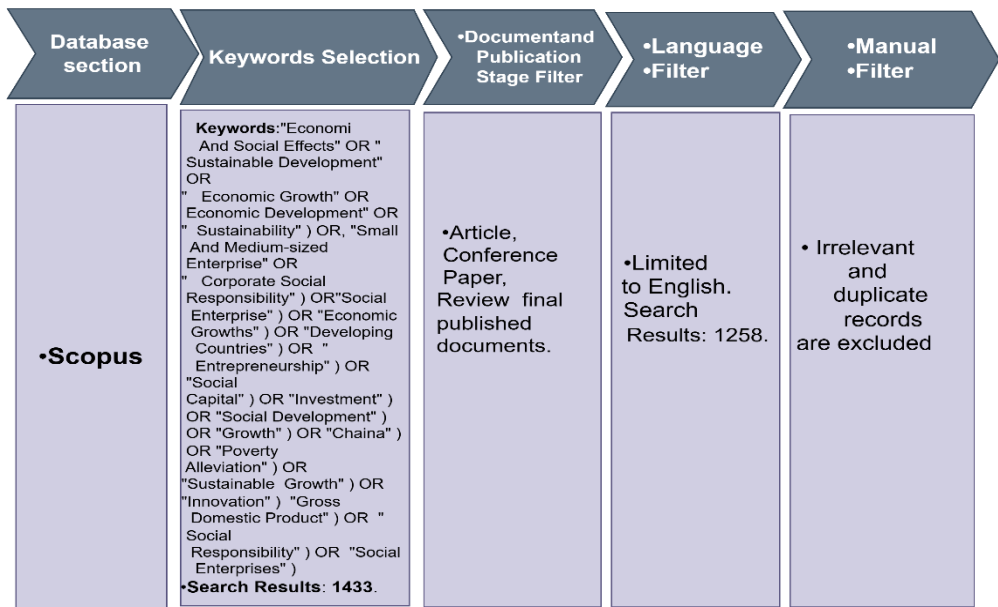 Database
section
Keywords Selection
•Documentand
Publication
Stage Filter
•Language
•Filter
•Manual
•Filter
•Scopus
Keywords:"Economi
And Social Effects" OR "
Sustainable Development"
OR
" Economic Growth" OR
Economic Development" OR
" Sustainability" ) OR, "Small
And Medium-sized
Enterprise" OR
" Corporate Social
Responsibility" ) OR"Social
Enterprise" ) OR "Economic
Growths" ) OR "Developing
Countries" ) OR "
Entrepreneurship" ) OR
"Social
Capital" ) OR "Investment" )
OR "Social Development" )
OR "Growth" ) OR "Chaina" )
OR "Poverty
Alleviation" ) OR
"Sustainable Growth" ) OR
"Innovation" ) "Gross
Domestic Product" ) OR "
Social
Responsibility" ) OR "Social
Enterprises" )
•Search Results: 1433.
•Article,
Conference
Paper,
Review final
published
documents.
•Limited
to English.
Search
Results: 1258.
• Irrelevant
and
duplicate
records
are excluded